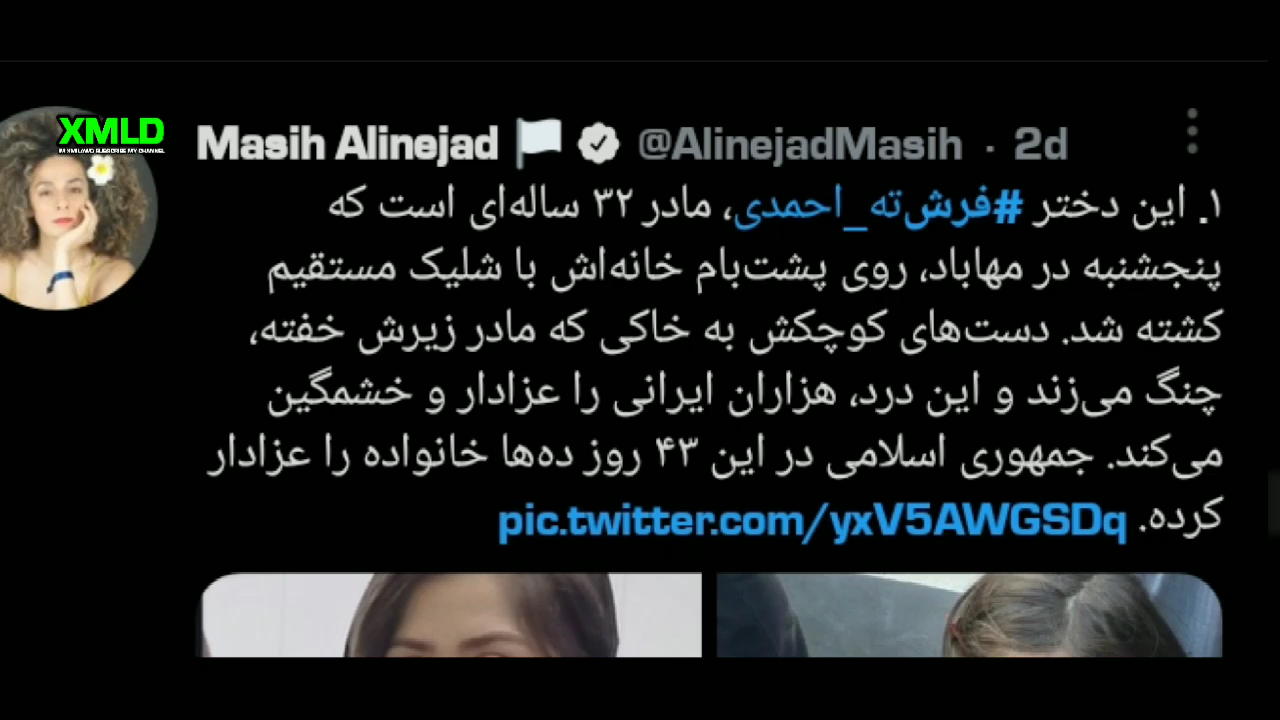 XMLD
Masih Alinejad @AlinejadMasih · 2d
۱. این دختر #فرشته_احمدی، مادر ۳۲ ساله‌ای است که
پنجشنبه در مهاباد، روی پشت‌بام خانه‌اش با شلیک مستقیم
کشته شد. دست‌های کوچکش به خاکی که مادر زیرش خفته،
چنگ می‌زند و این درد، هزاران ایرانی را عزادار و خشمگین
می‌کند. جمهوری اسلامی در این ۴۳ روز ده‌ها خانواده را عزادار
کرده. pic.twitter.com/yxV5AWGSDq